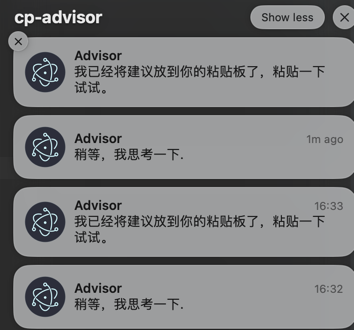 cp-advisor
Show less
Advisor
我已经将建议放到你的粘贴板了，粘贴一下
试试。
Advisor
1m ago
稍等，我思考一下.
Advisor
16:33
我已经将建议放到你的粘贴板了，粘贴一下
试试。
Advisor
16:32
稍等，我思考一下.